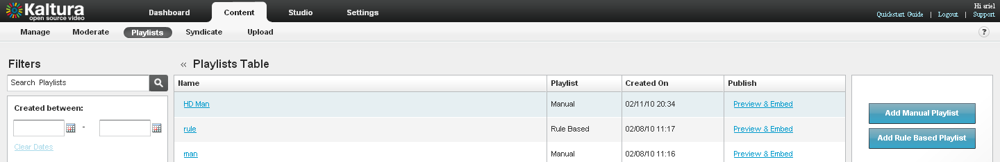 Kaltura
open source video
Dashboard Content Studio Settings
Hi ariel
Quickstart Guide | Logout | Support
Manage Moderate Playlists Syndicate Upload
?
Filters
« Playlists Table
Search Playlists
Name Playlist Created On Publish
Created between:
HD Man Manual 02/11/10 20:34 Preview & Embed
Add Manual Playlist
-
rule Rule Based 02/08/10 11:17 Preview & Embed
Add Rule Based Playlist
Clear Dates
man Manual 02/08/10 11:16 Preview & Embed